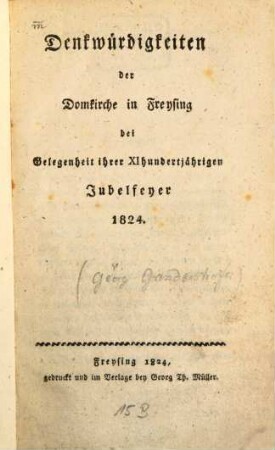 Denkwürdigkeiten
der
Domkirche in Freysing
bei
Gelegenheit ihrer XIhundertjährigen
Jubelfeyer
1824.
(Georg
Freysing 1824,
gedruckt und im Verlage bey Georg Th. Müller.